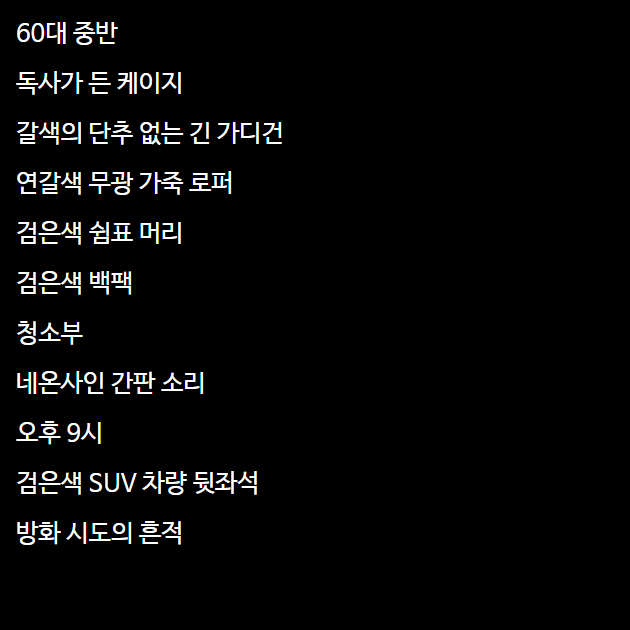 60대 중반
독사가 든 케이지
갈색의 단추 없는 긴 가디건
연갈색 무광 가죽 로퍼
검은색 쉼표 머리
검은색 백팩
청소부
네온사인 간판 소리
오후 9시
검은색 SUV 차량 뒷좌석
방화 시도의 흔적